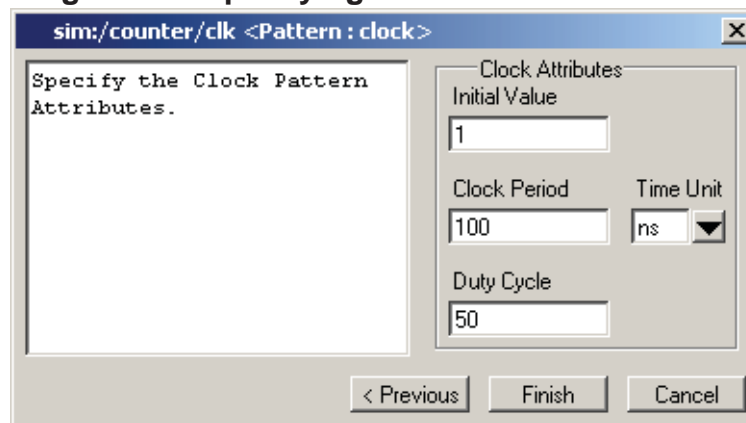 sim:/counter/clk <Pattern : clock>
Specify the Clock Pattern
Attributes.
Clock Attributes
Initial Value
1
Clock Period Time Unit
100 ns
Duty Cycle
50
< Previous Finish Cancel